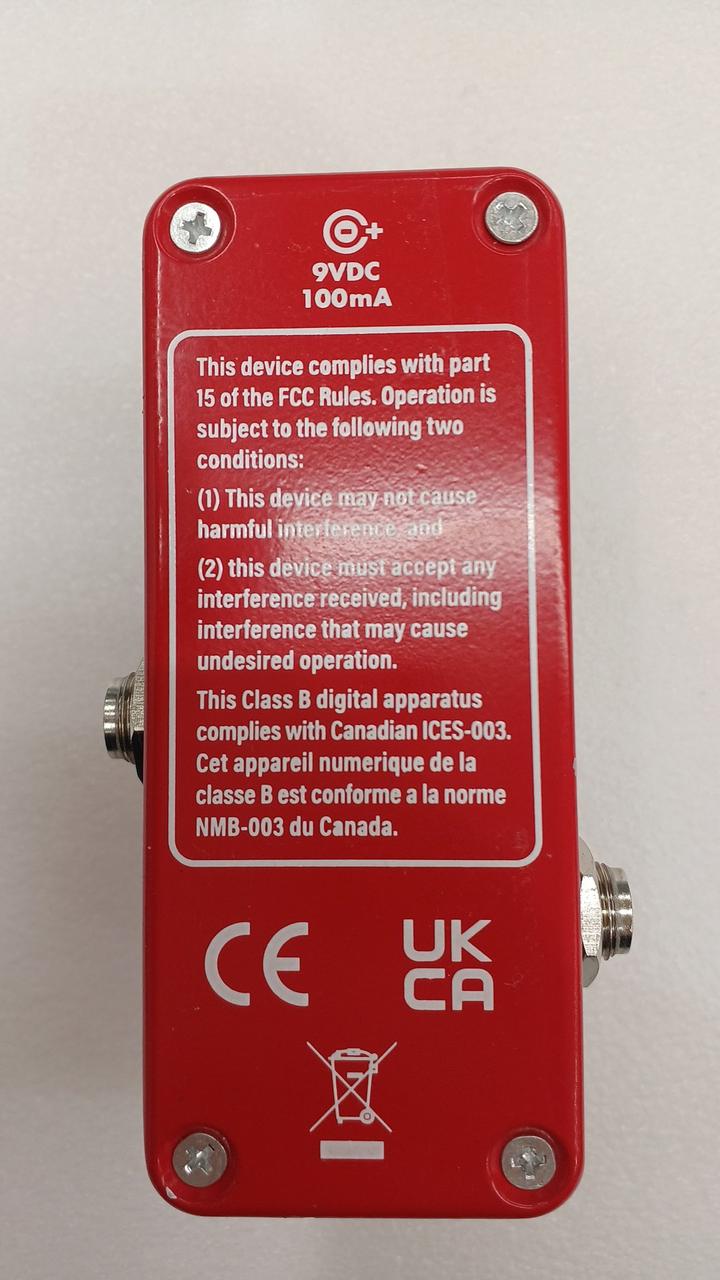 9VDC
100mA
This device complies with part
15 of the FCC Rules. Operation is
subject to the following two
conditions:
(1) This device may not cause
harmful interference, and
(2) this device must accept any
interference received, including
interference that may cause
undesired operation.
This Class B digital apparatus
complies with Canadian ICES-003.
Cet appareil numerique de la
classe B est conforme a la norme
NMB-003 du Canada.
CE
UK
CA